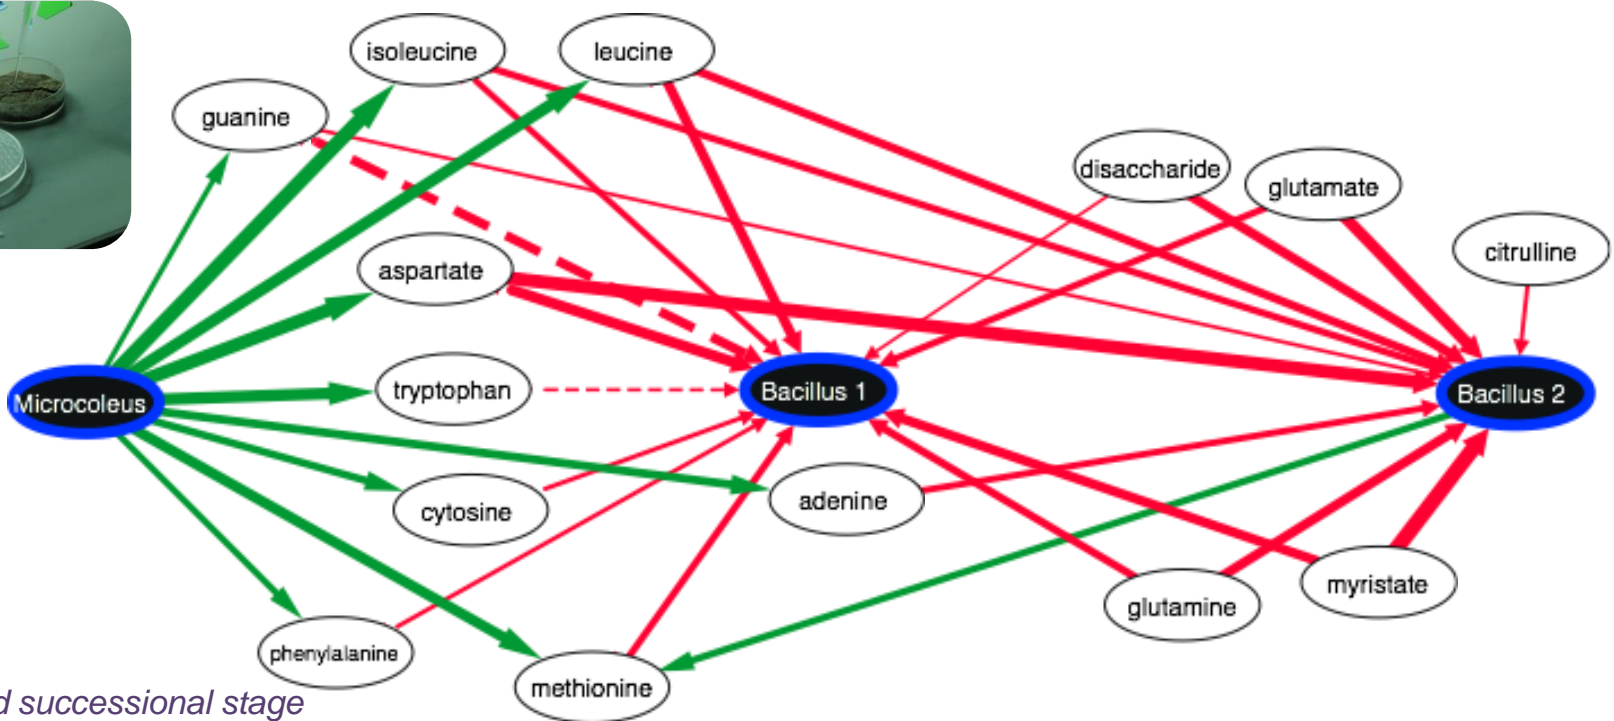 isoleucine
leucine
guanine
disaccharide
glutamate
citrulline
aspartate
tryptophan
Microcoleus
Bacillus 1
Bacillus 2
cytosine
adenine
phenylalanine
methionine
glutamine
myristate
successional stage